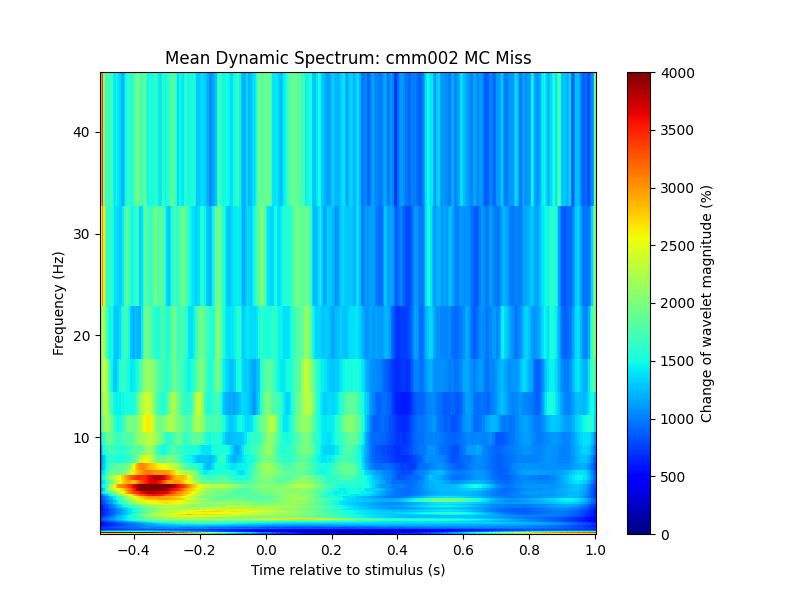 Mean Dynamic Spectrum: cmm002 MC Miss
Frequency (Hz)
40
30
20
10
−0.4 −0.2 0.0 0.2 0.4 0.6 0.8 1.0
Time relative to stimulus (s)
4000
3500
3000
2500
2000
1500
1000
500
0
Change of wavelet magnitude (%)